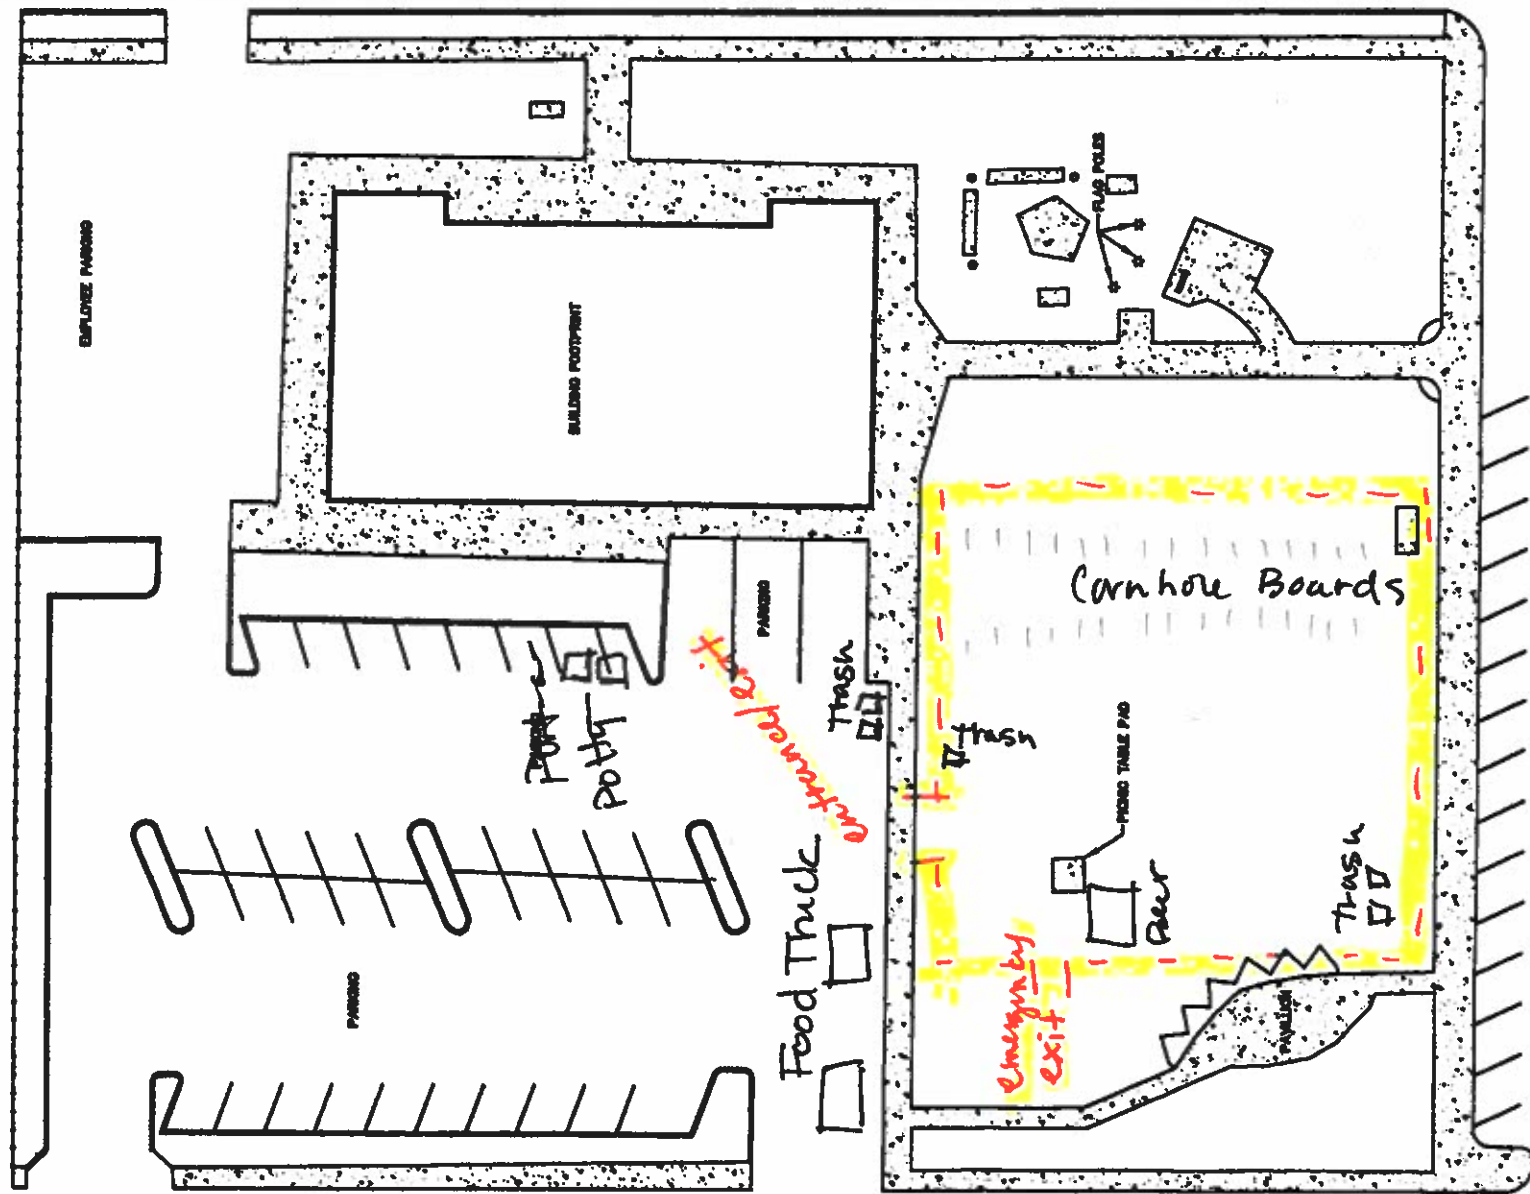 EMPLOYEE PARKING
BUILDING FOOTPRINT
FLAG POLES
PARKING
Cornhole Boards
entrance/exit
Trash
trash
Potty
PICNIC TABLE PAD
Food Truck
Beer
Trash
emergency
exit
PARKING
PAVILION